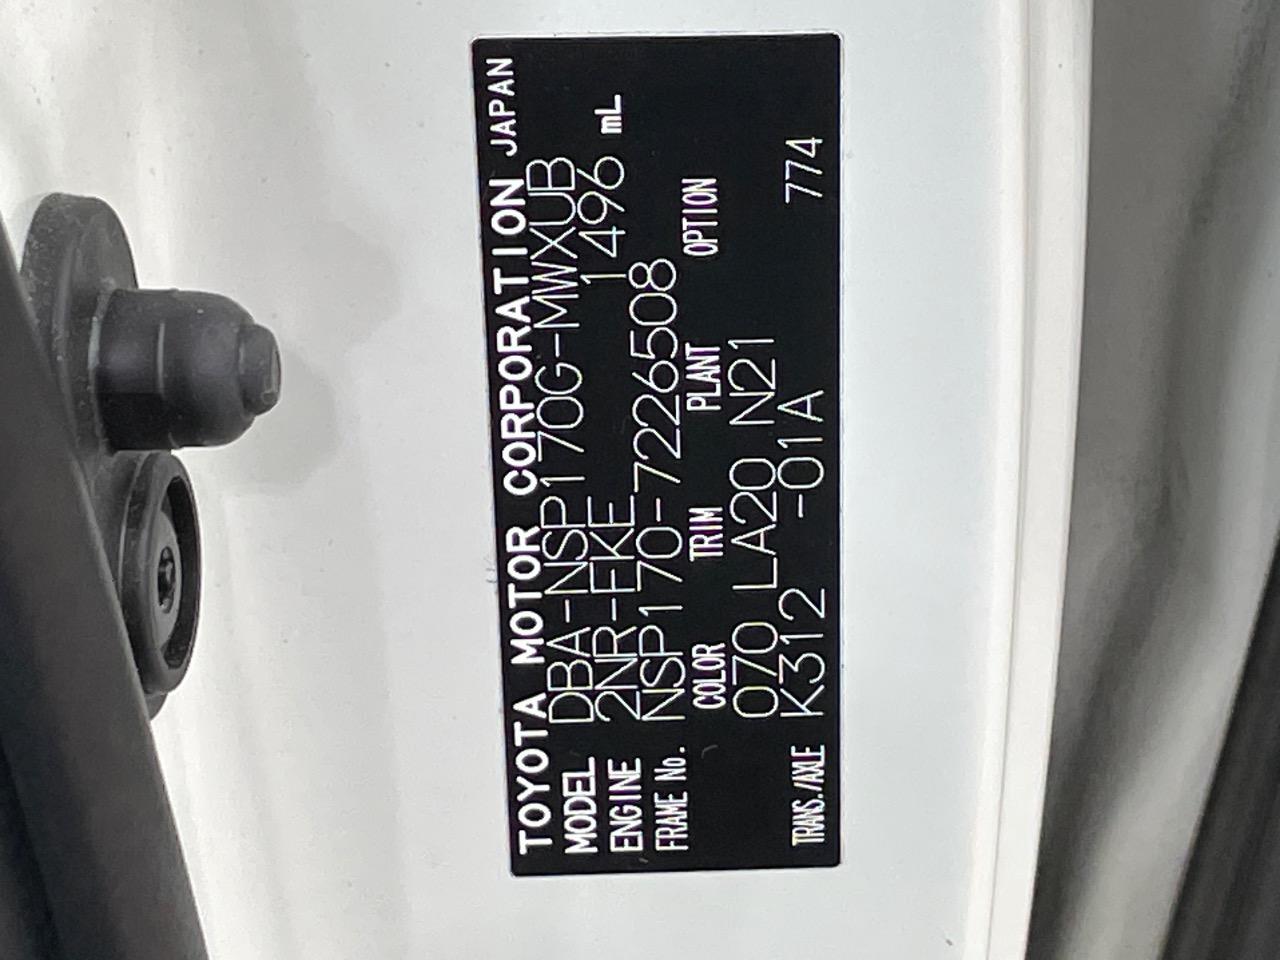 TOYOTA MOTOR CORPORATION JAPAN
MODEL DBA-NSP170G-MWXUB
ENGINE 2NR-FKE 1496 mL
FRAME No. NSP170-7226508
COLOR TRIM PLANT OPTION
070 LA20 N21
TRANS./AXLE K312 -01A 774